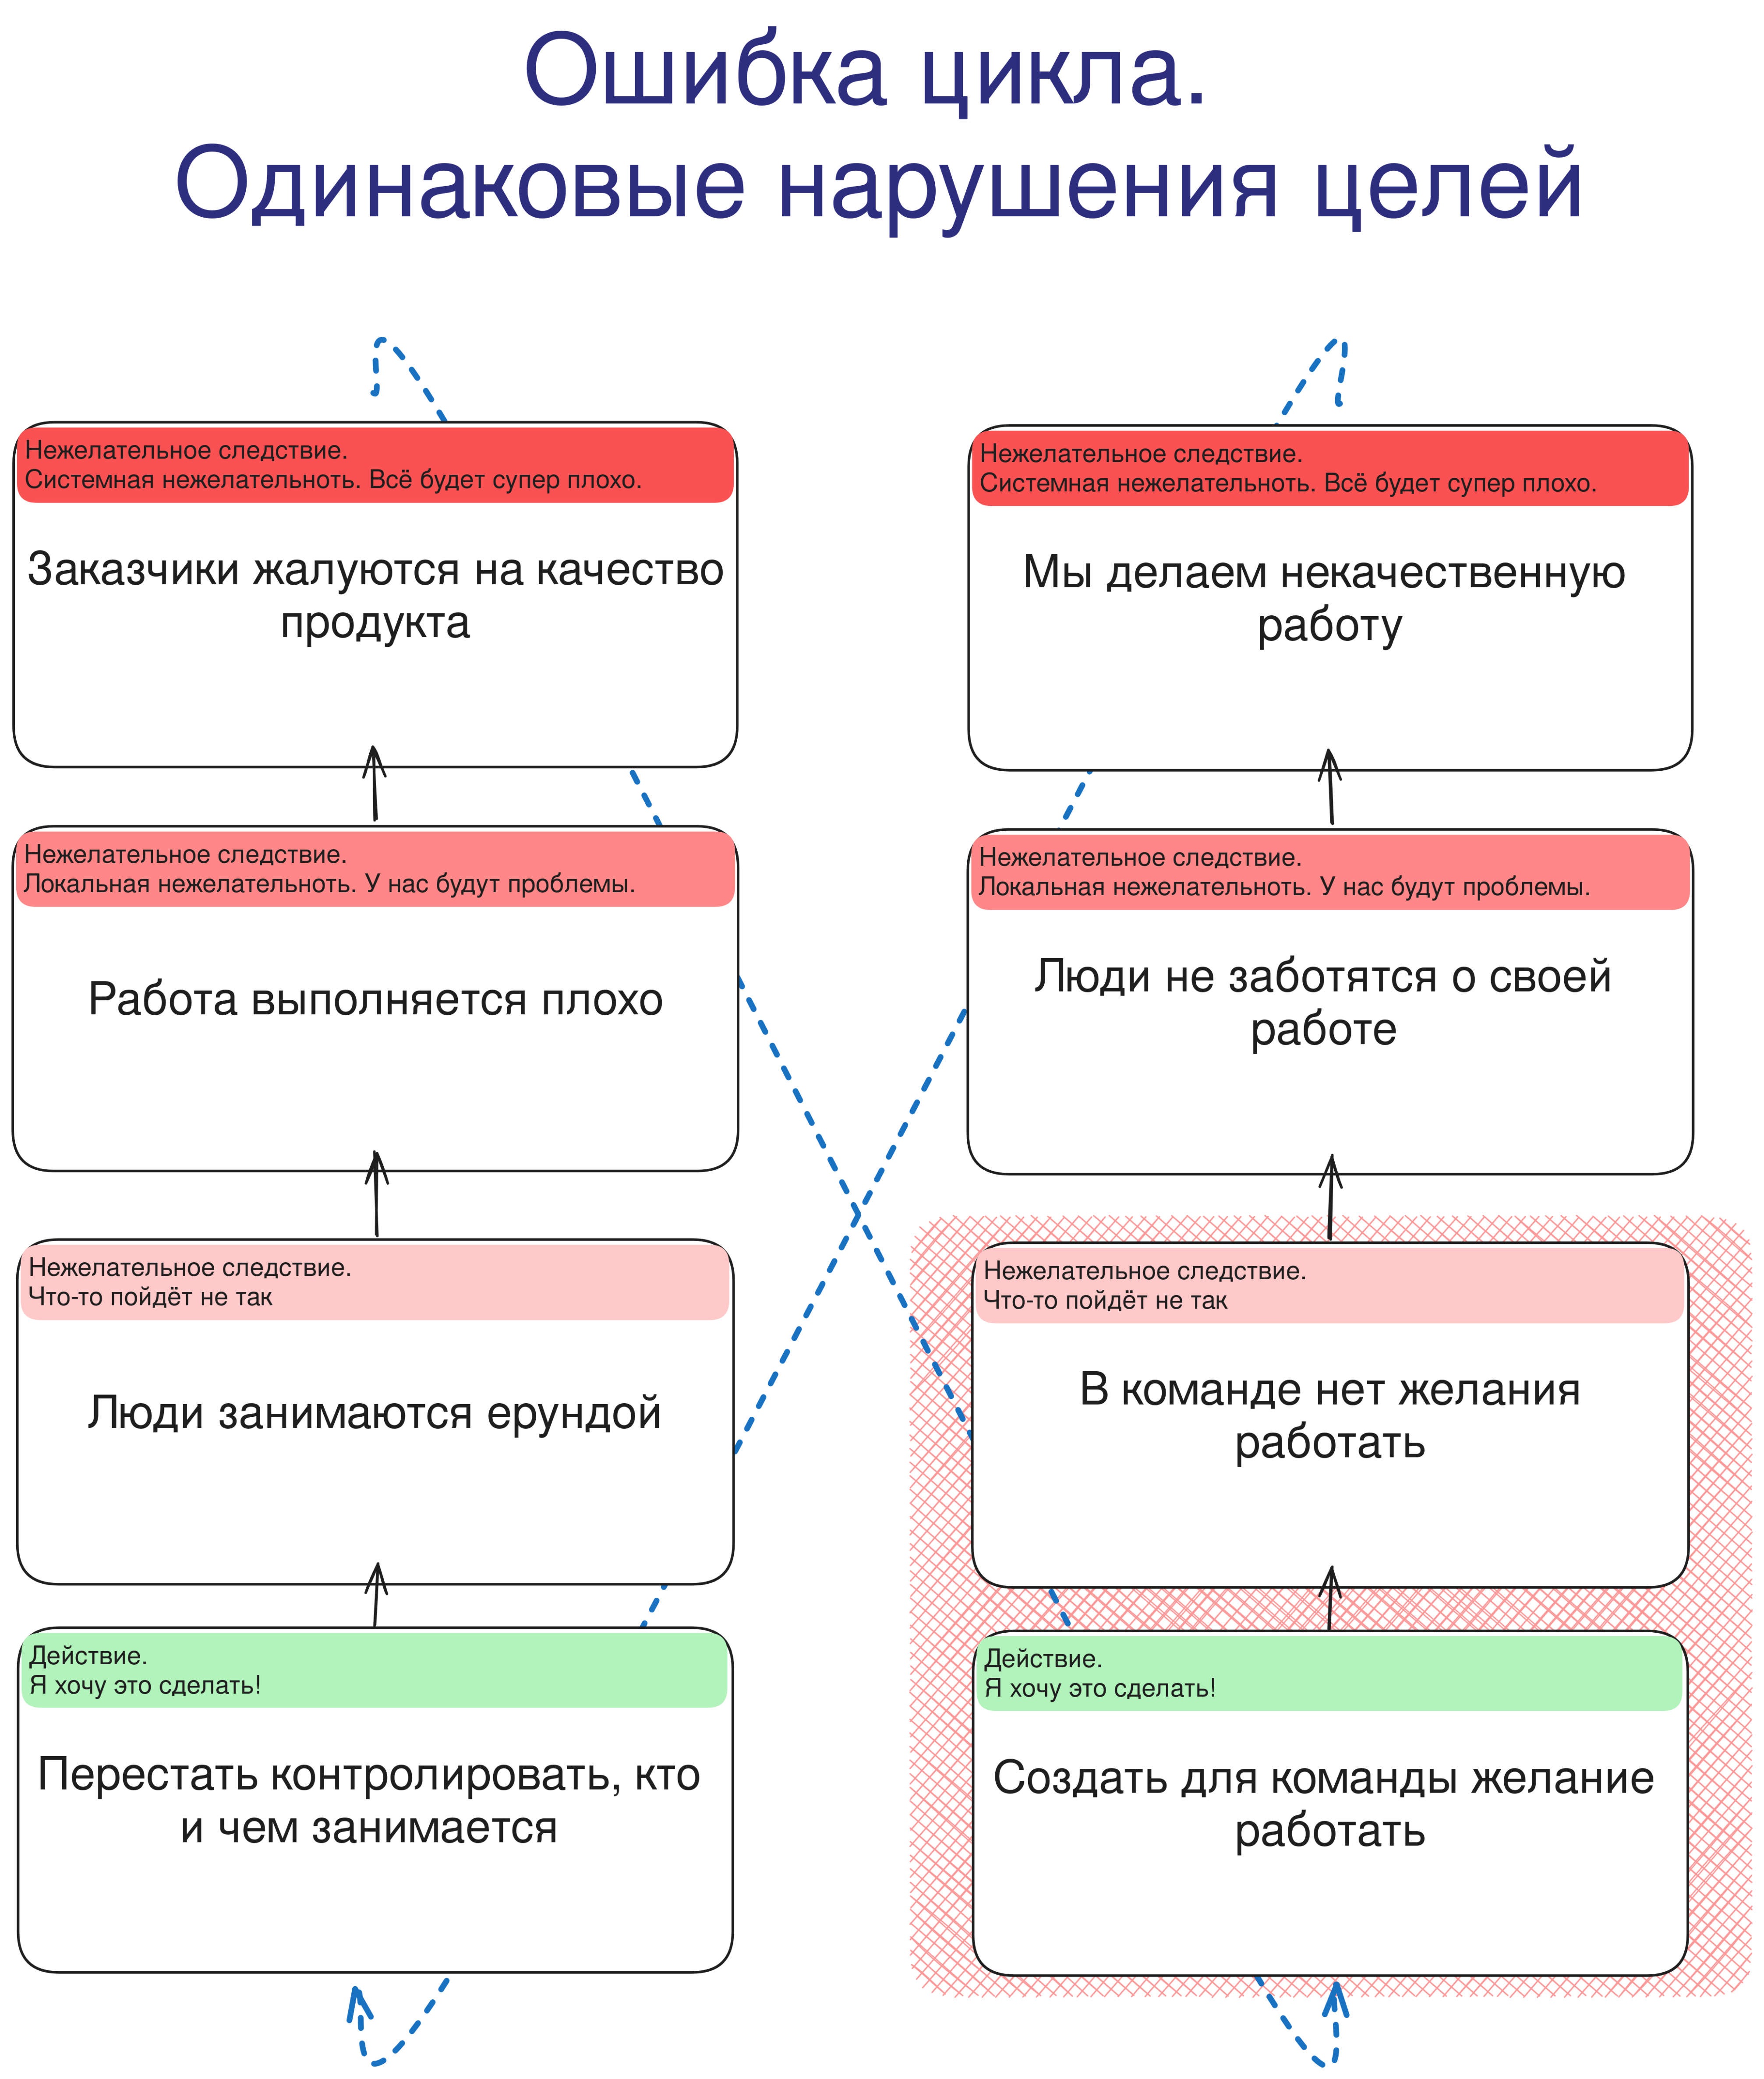 Ошибка цикла.
Одинаковые нарушения целей
Нежелательное следствие.
Системная нежелательноть. Всё будет супер плохо.
Заказчики жалуются на качество
продукта
Нежелательное следствие.
Локальная нежелательноть. У нас будут проблемы.
Работа выполняется плохо
Нежелательное следствие.
Что-то пойдёт не так
Люди занимаются ерундой
Действие.
Я хочу это сделать!
Перестать контролировать, кто
и чем занимается
Нежелательное следствие.
Системная нежелательноть. Всё будет супер плохо.
Мы делаем некачественную
работу
Нежелательное следствие.
Локальная нежелательноть. У нас будут проблемы.
Люди не заботятся о своей
работе
Нежелательное следствие.
Что-то пойдёт не так
В команде нет желания
работать
Действие.
Я хочу это сделать!
Создать для команды желание
работать